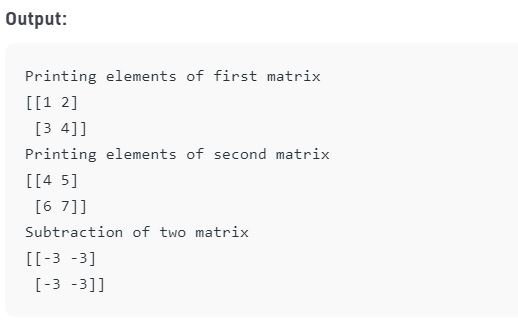 Output:
Printing elements of first matrix
[[1 2]
 [3 4]]
Printing elements of second matrix
[[4 5]
 [6 7]]
Subtraction of two matrix
[[-3 -3]
 [-3 -3]]